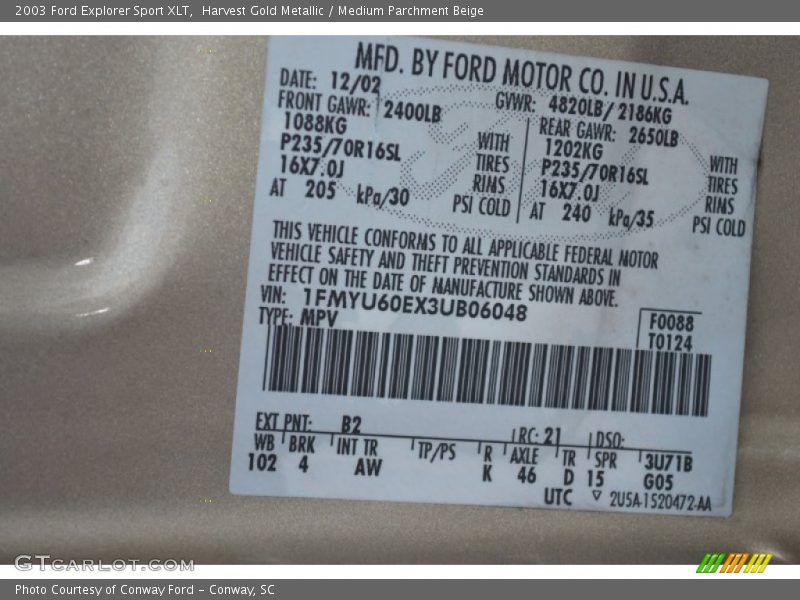 2003 Ford Explorer Sport XLT,  Harvest Gold Metallic / Medium Parchment Beige
MFD. BY FORD MOTOR CO. IN U.S.A.
DATE: 12/02 GVWR: 4820LB/ 2186KG
FRONT GAWR: 2400LB REAR GAWR: 2650LB
1088KG WITH 1202KG WITH
P235/70R16SL TIRES P235/70R16SL TIRES
16X7.0J RIMS 16X7.0J RIMS
AT 205 kPa/30 PSI COLD AT 240 kPa/35 PSI COLD
THIS VEHICLE CONFORMS TO ALL APPLICABLE FEDERAL MOTOR
VEHICLE SAFETY AND THEFT PREVENTION STANDARDS IN
EFFECT ON THE DATE OF MANUFACTURE SHOWN ABOVE.
VIN: 1FMYU60EX3UB06048
TYPE: MPV
F0088
T0124
EXT PNT: B2 RC: 21 DSO:
WB BRK INT TR TP/PS R AXLE TR SPR 3U71B
102 4 AW K 46 D 15 G05
UTC ▽ 2U5A-1520472-AA
GTCARLOT.COM
Photo Courtesy of Conway Ford - Conway, SC